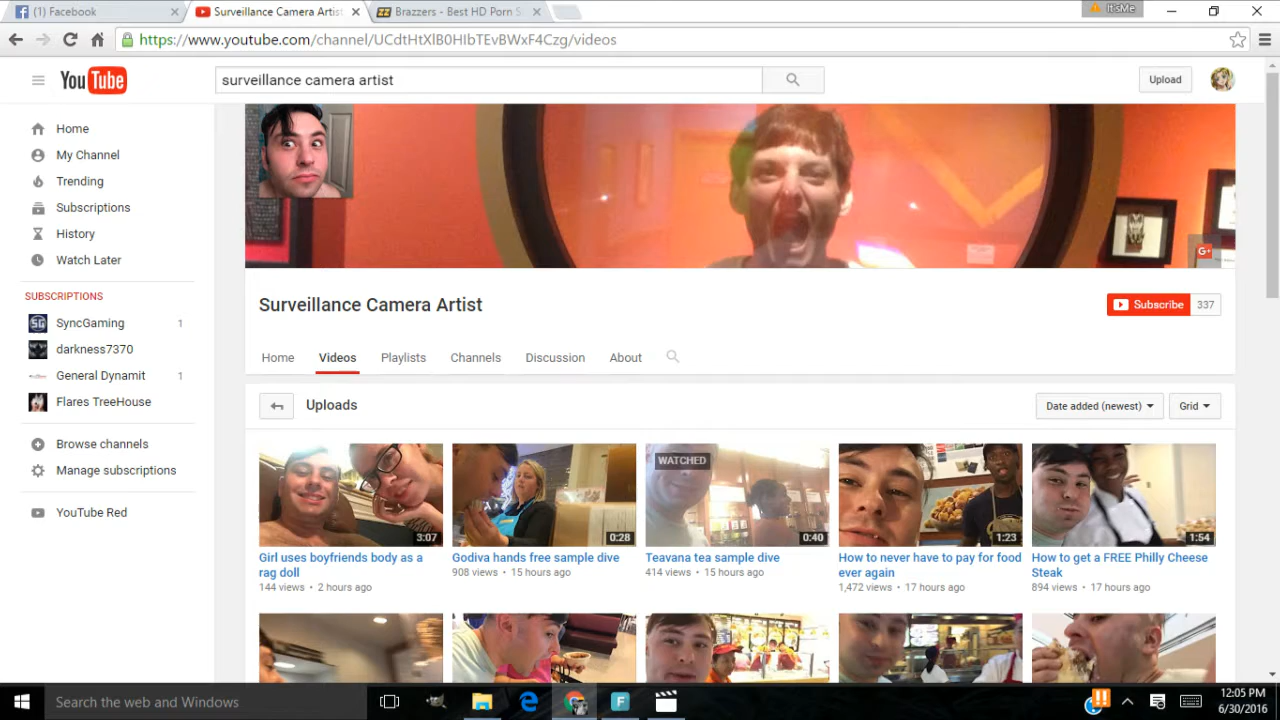 (1) Facebook
Surveillance Camera Artis
Brazzers - Best HD Porn S
ItsMe
https://www.youtube.com/channel/UCdtHtXlB0HIbTEvBWxF4Czg/videos
YouTube
surveillance camera artist
Upload
Home
My Channel
Trending
Subscriptions
History
Watch Later
SUBSCRIPTIONS
SyncGaming 1
darkness7370
General Dynamit 1
Flares TreeHouse
Browse channels
Manage subscriptions
YouTube Red
G+
Surveillance Camera Artist
Subscribe 337
Home Videos Playlists Channels Discussion About
Uploads
Date added (newest) Grid
WATCHED
3:07 0:28 0:40 1:23 1:54
Girl uses boyfriends body as a rag doll
144 views • 2 hours ago
Godiva hands free sample dive
908 views • 15 hours ago
Teavana tea sample dive
414 views • 15 hours ago
How to never have to pay for food ever again
1,472 views • 17 hours ago
How to get a FREE Philly Cheese Steak
894 views • 17 hours ago
Search the web and Windows
12:05 PM
6/30/2016